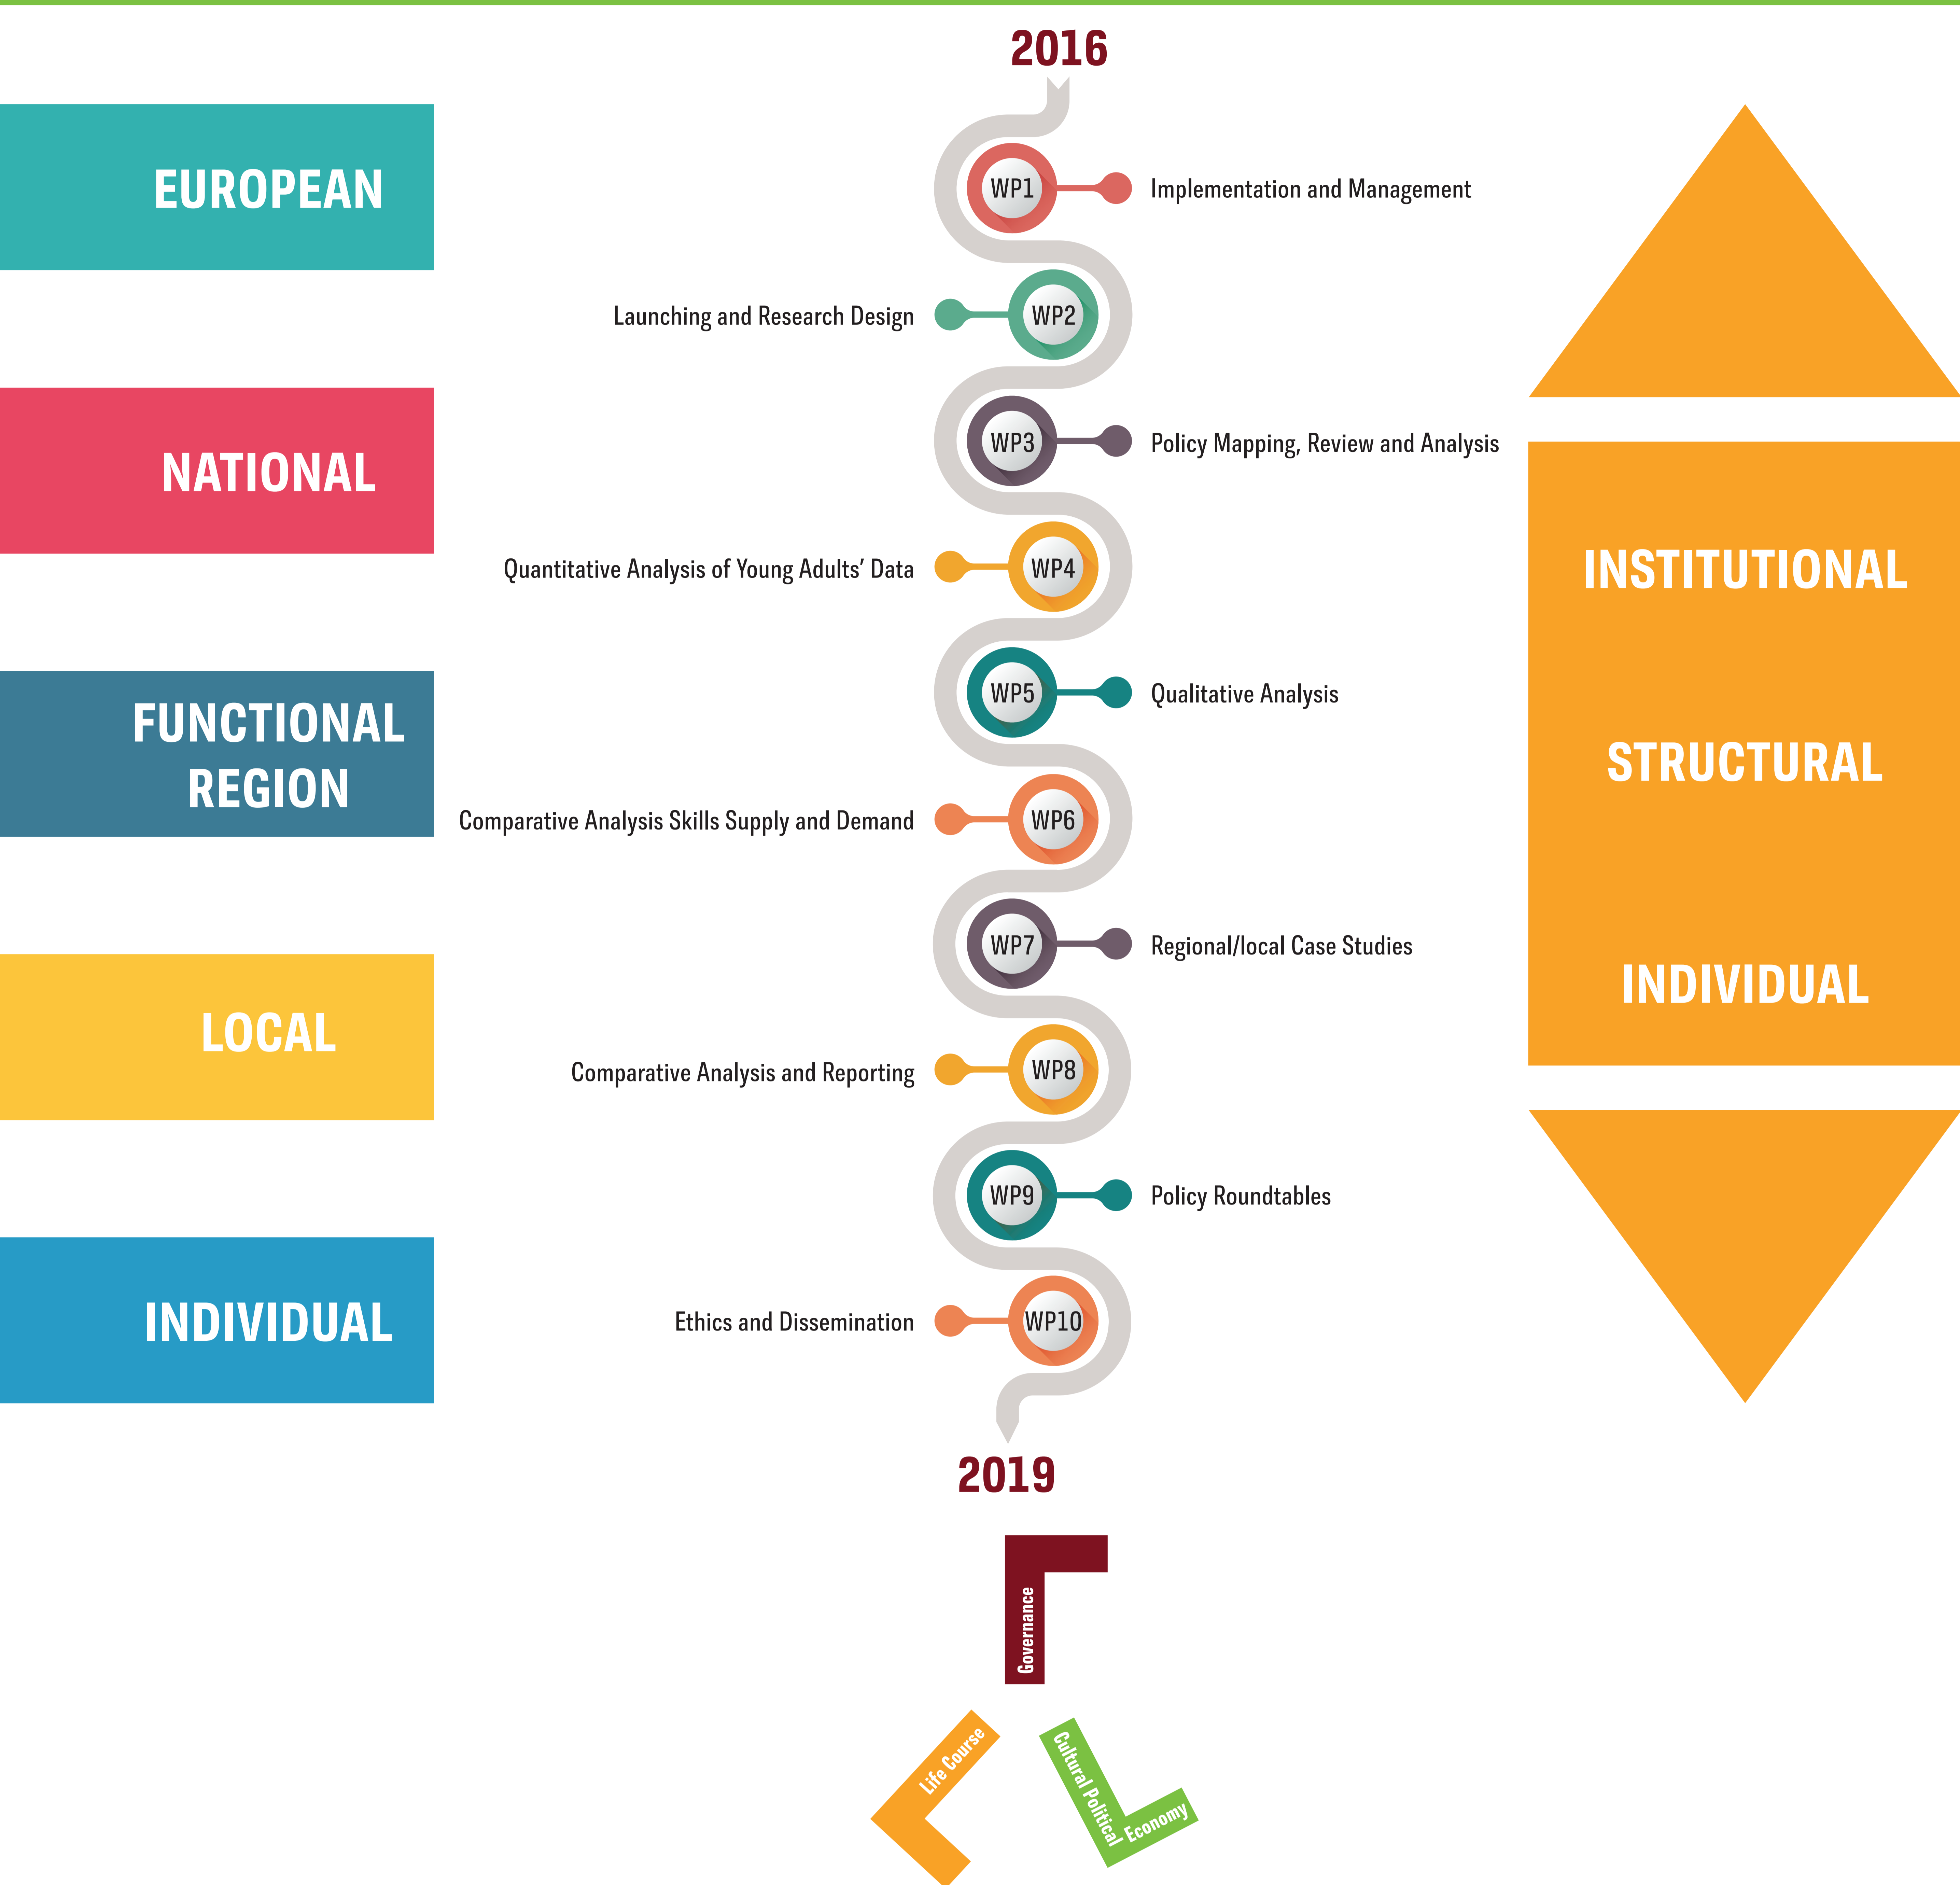 2016
EUROPEAN
NATIONAL
FUNCTIONAL
REGION
LOCAL
INDIVIDUAL
WP1
Implementation and Management
Launching and Research Design
WP2
WP3
Policy Mapping, Review and Analysis
Quantitative Analysis of Young Adults’ Data
WP4
WP5
Qualitative Analysis
Comparative Analysis Skills Supply and Demand
WP6
WP7
Regional/local Case Studies
Comparative Analysis and Reporting
WP8
WP9
Policy Roundtables
Ethics and Dissemination
WP10
2019
INSTITUTIONAL
STRUCTURAL
INDIVIDUAL
Governance
Life Course
Cultural Political
Economy